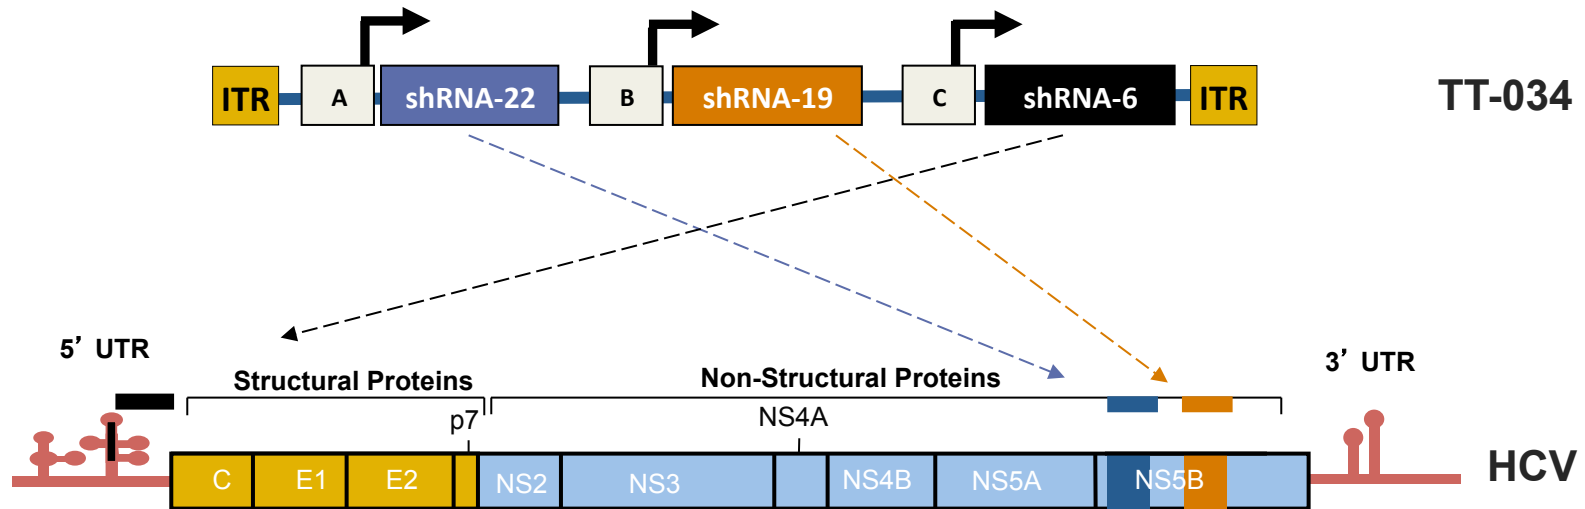 ITR A shRNA-22 B shRNA-19 C shRNA-6 ITR
TT-034
5’ UTR
Structural Proteins
Non-Structural Proteins
3’ UTR
p7
NS4A
C E1 E2 NS2 NS3 NS4B NS5A NS5B
HCV